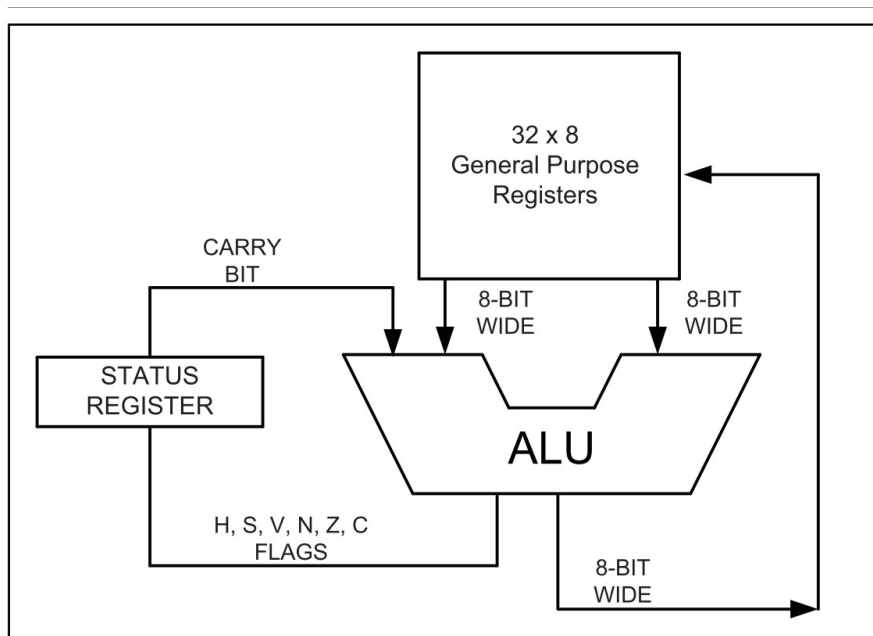 32 x 8
General Purpose
Registers
CARRY
BIT
8-BIT
WIDE
8-BIT
WIDE
STATUS
REGISTER
ALU
H, S, V, N, Z, C
FLAGS
8-BIT
WIDE